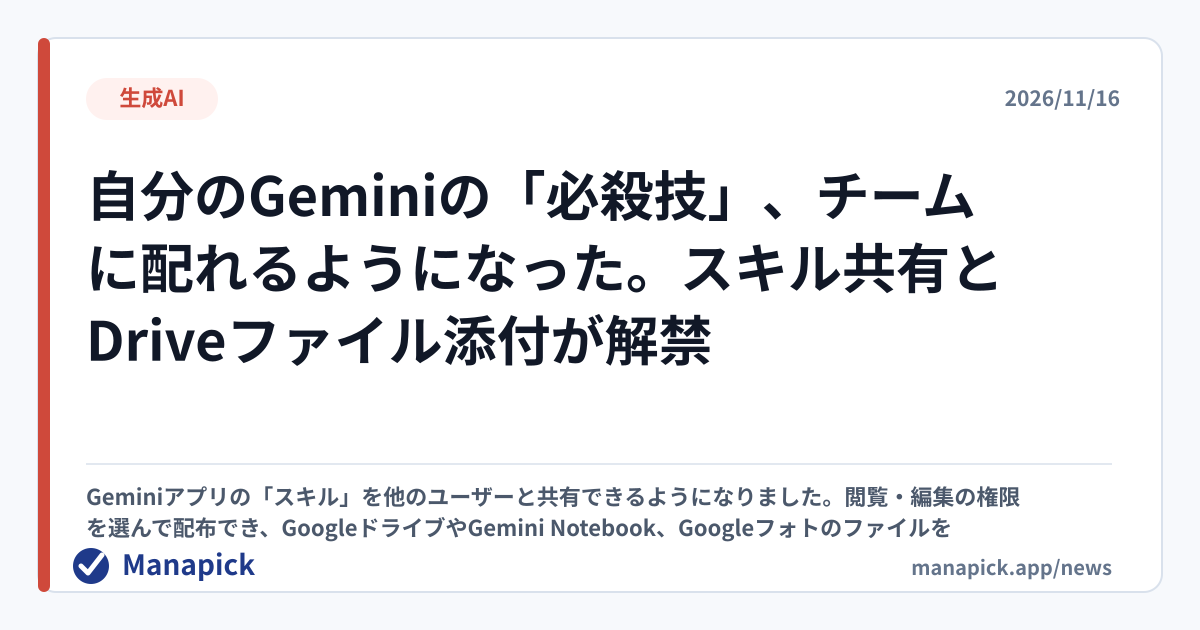 生成AI
2026/11/16
自分のGeminiの「必殺技」、チーム
に配れるようになった。スキル共有と
Driveファイル添付が解禁
Geminiアプリの「スキル」を他のユーザーと共有できるようになりました。閲覧・編集の権限
を選んで配布でき、GoogleドライブやGemini Notebook、Googleフォトのファイルを
Manapick
manapick.app/news